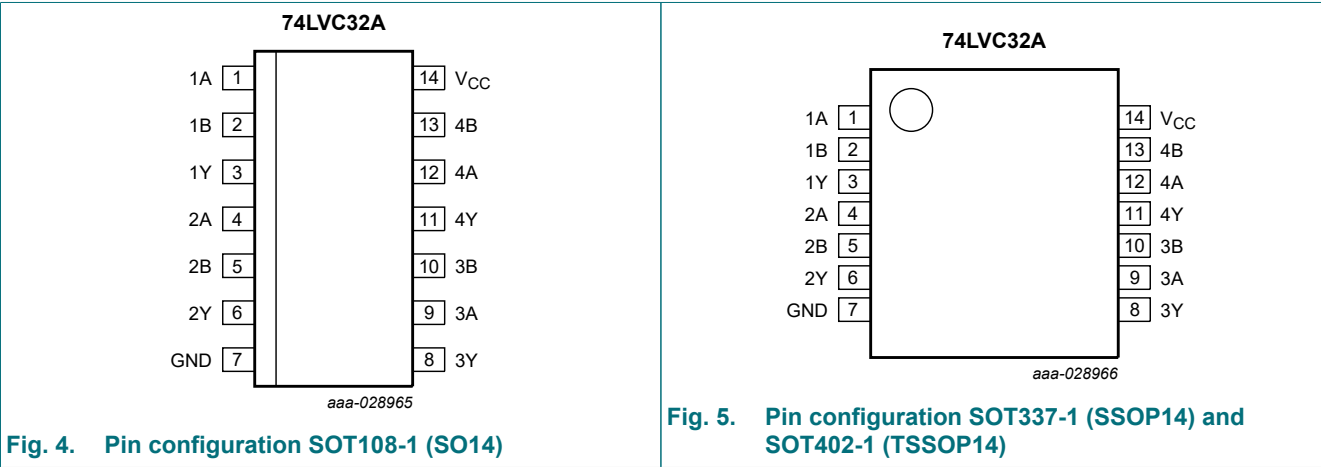 74LVC32A
1A 1 14 VCC
1B 2 13 4B
1Y 3 12 4A
2A 4 11 4Y
2B 5 10 3B
2Y 6 9 3A
GND 7 8 3Y
aaa-028965
Fig. 4. Pin configuration SOT108-1 (SO14)
74LVC32A
1A 1 14 VCC
1B 2 13 4B
1Y 3 12 4A
2A 4 11 4Y
2B 5 10 3B
2Y 6 9 3A
GND 7 8 3Y
aaa-028966
Fig. 5. Pin configuration SOT337-1 (SSOP14) and
SOT402-1 (TSSOP14)